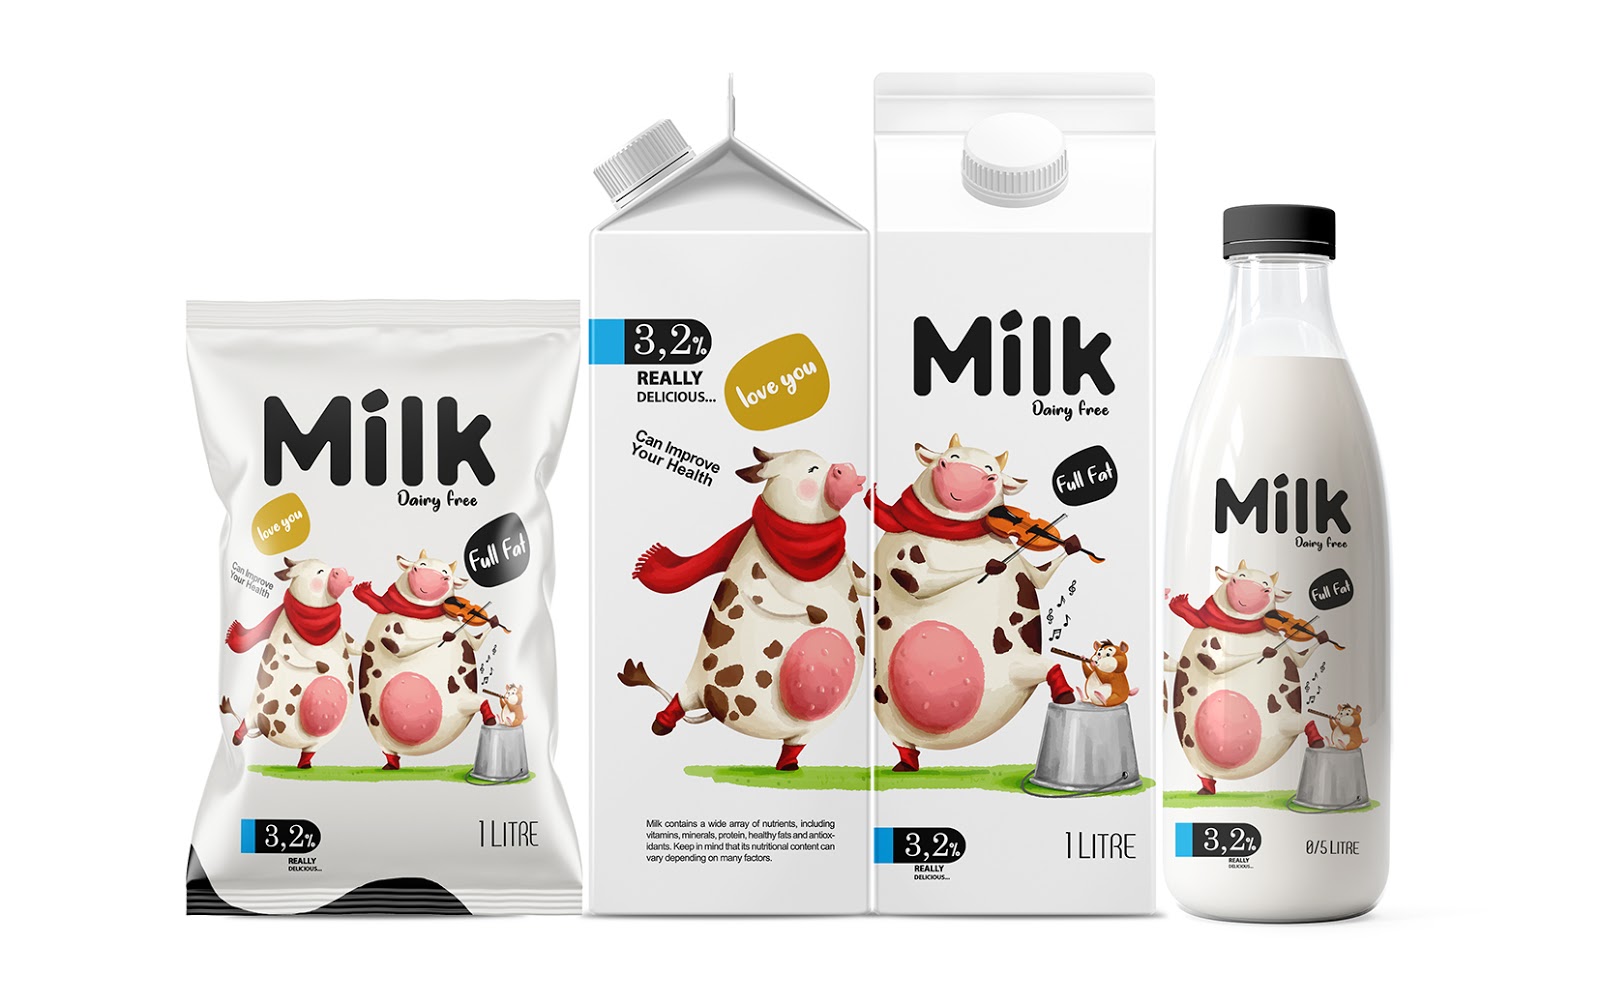 Milk
Dairy free
love you
Full Fat
Can Improve
Your Health
3,2%
REALLY
DELICIOUS...
1 LITRE
3,2%
REALLY
DELICIOUS...
love you
Can Improve
Your Health
Milk contains a wide array of nutrients, including
vitamins, minerals, protein, healthy fats and antiox-
idants. Keep in mind that its nutritional content can
vary depending on many factors.
Milk
Dairy free
Full Fat
3,2%
REALLY
DELICIOUS...
1 LITRE
Milk
Dairy free
Full Fat
3,2%
REALLY
DELICIOUS...
0/5 LITRE